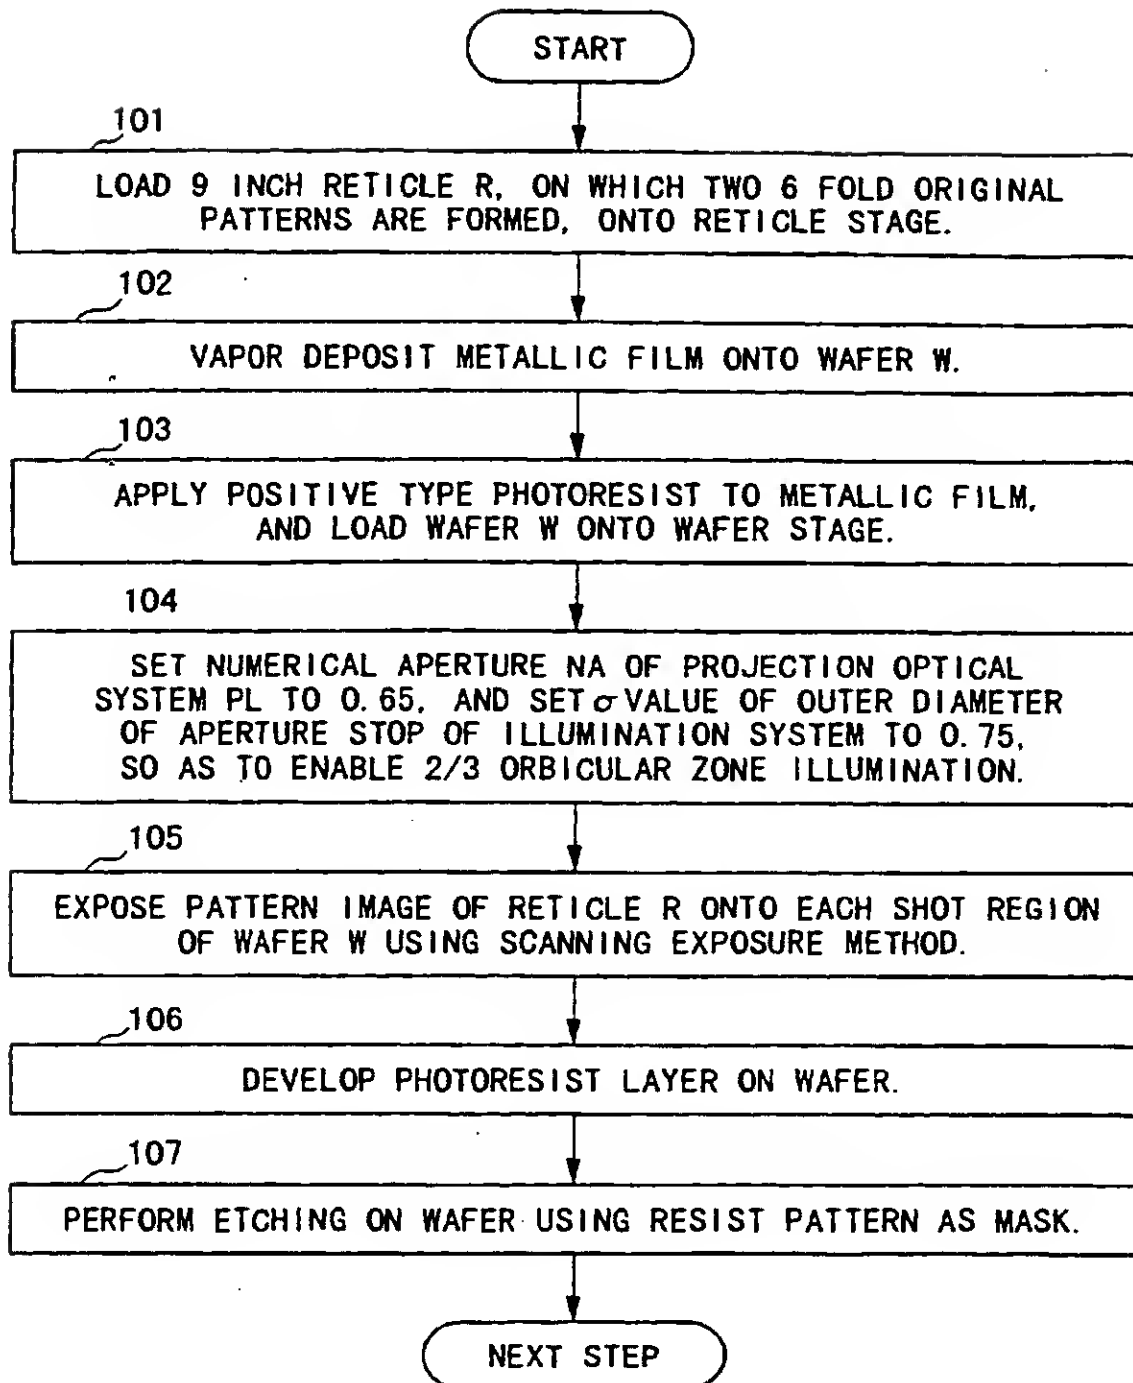 START
101
LOAD 9 INCH RETICLE R, ON WHICH TWO 6 FOLD ORIGINAL
PATTERNS ARE FORMED, ONTO RETICLE STAGE.
102
VAPOR DEPOSIT METALLIC FILM ONTO WAFER W.
103
APPLY POSITIVE TYPE PHOTORESIST TO METALLIC FILM,
AND LOAD WAFER W ONTO WAFER STAGE.
104
SET NUMERICAL APERTURE NA OF PROJECTION OPTICAL
SYSTEM PL TO 0.65, AND SET σ VALUE OF OUTER DIAMETER
OF APERTURE STOP OF ILLUMINATION SYSTEM TO 0.75,
SO AS TO ENABLE 2/3 ORBICULAR ZONE ILLUMINATION.
105
EXPOSE PATTERN IMAGE OF RETICLE R ONTO EACH SHOT REGION
OF WAFER W USING SCANNING EXPOSURE METHOD.
106
DEVELOP PHOTORESIST LAYER ON WAFER.
107
PERFORM ETCHING ON WAFER USING RESIST PATTERN AS MASK.
NEXT STEP